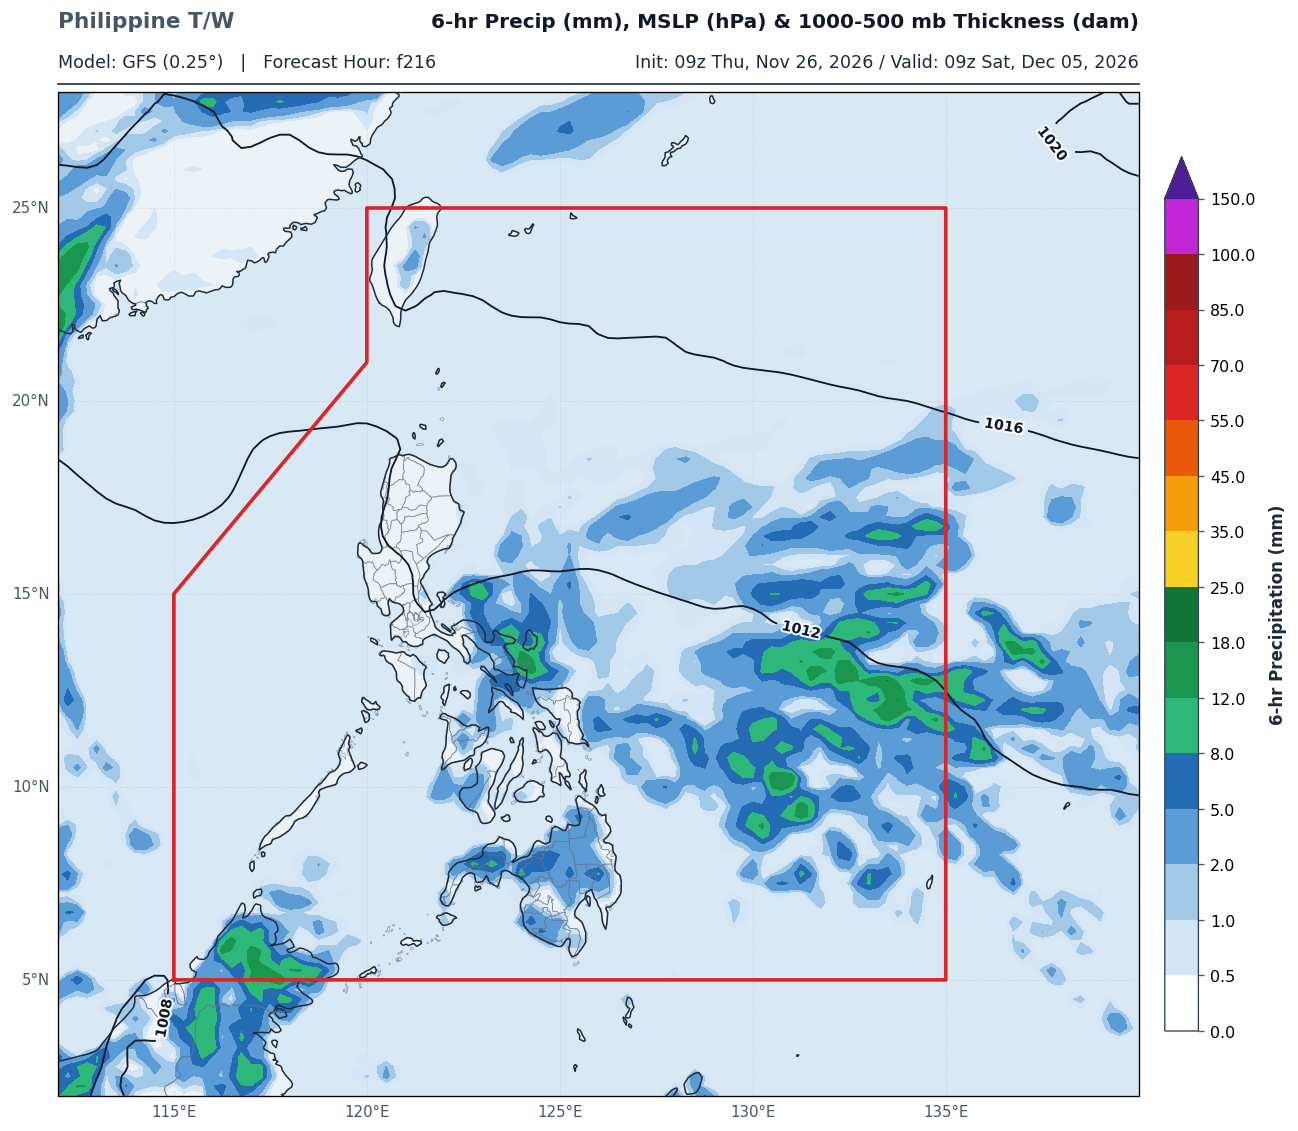 Philippine T/W
6-hr Precip (mm), MSLP (hPa) & 1000-500 mb Thickness (dam)
Model: GFS (0.25°) | Forecast Hour: f216
Init: 09z Thu, Nov 26, 2026 / Valid: 09z Sat, Dec 05, 2026
1020
1016
1012
1008
25°N
20°N
15°N
10°N
5°N
115°E
120°E
125°E
130°E
135°E
150.0
100.0
85.0
70.0
55.0
45.0
35.0
25.0
18.0
12.0
8.0
5.0
2.0
1.0
0.5
0.0
6-hr Precipitation (mm)